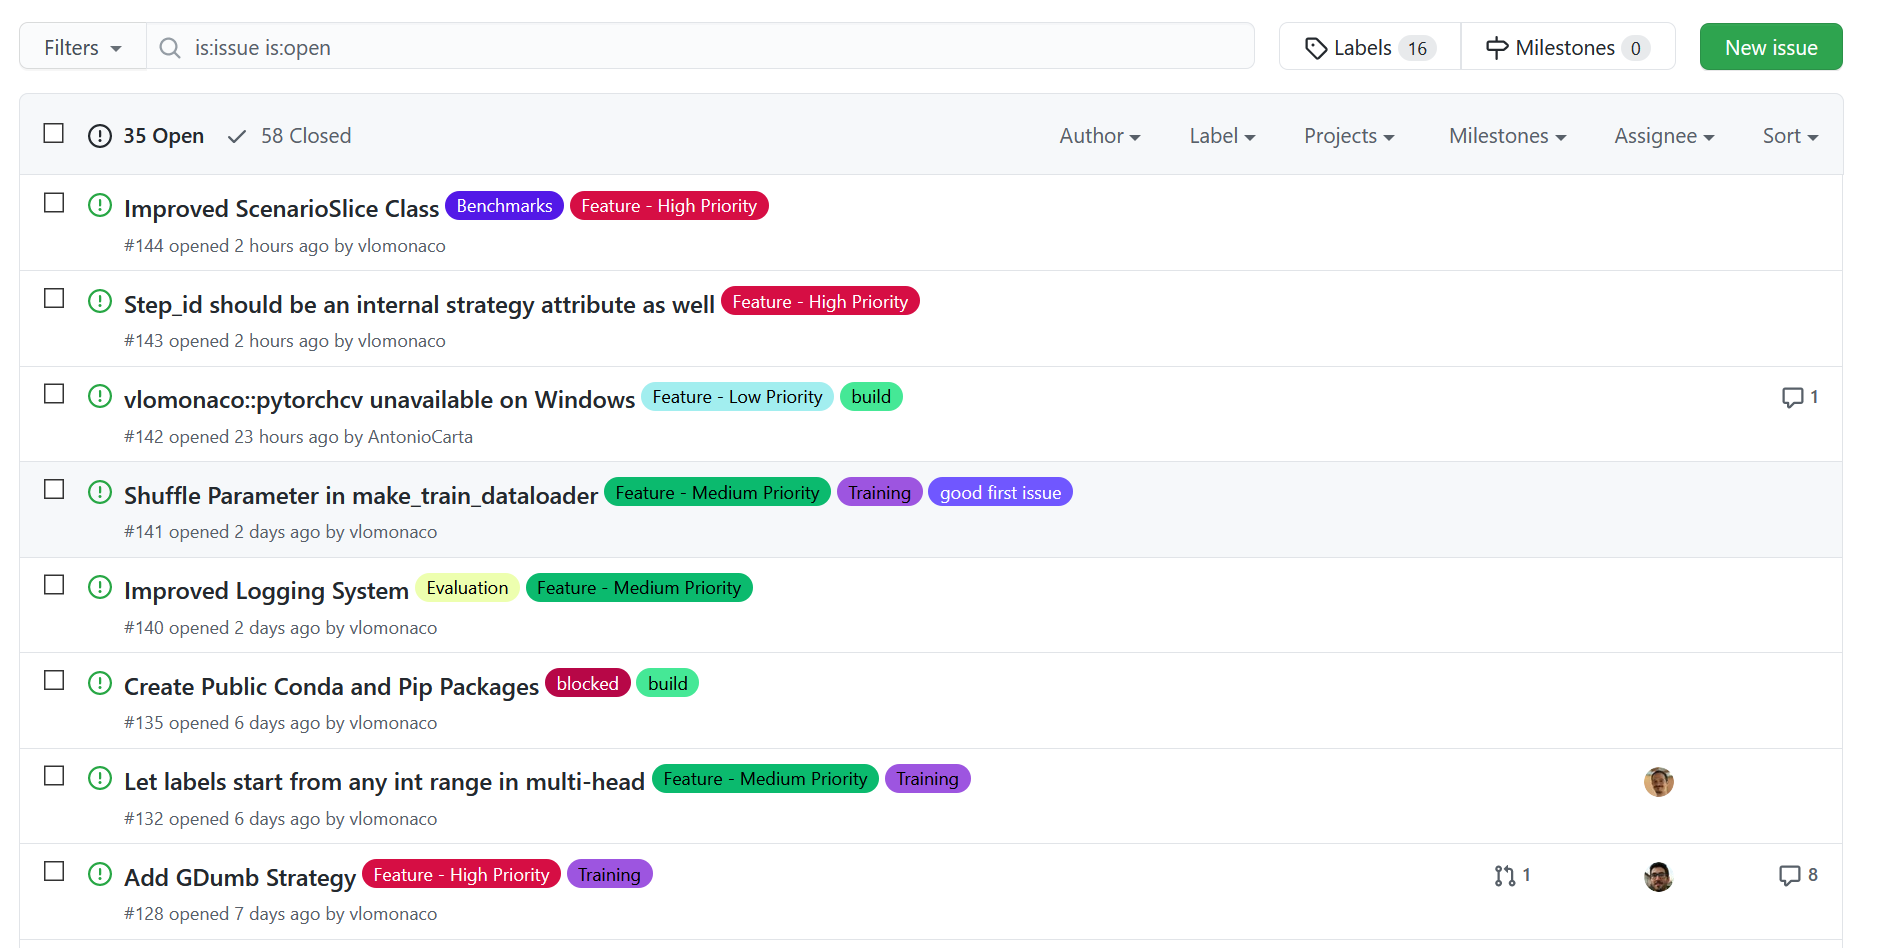 Filters is:issue is:open Labels 16 Milestones 0 New issue
35 Open 58 Closed Author Label Projects Milestones Assignee Sort
Improved ScenarioSlice Class Benchmarks Feature - High Priority
#144 opened 2 hours ago by vlomonaco
Step_id should be an internal strategy attribute as well Feature - High Priority
#143 opened 2 hours ago by vlomonaco
vlomonaco::pytorchcv unavailable on Windows Feature - Low Priority build 1
#142 opened 23 hours ago by AntonioCarta
Shuffle Parameter in make_train_dataloader Feature - Medium Priority Training good first issue
#141 opened 2 days ago by vlomonaco
Improved Logging System Evaluation Feature - Medium Priority
#140 opened 2 days ago by vlomonaco
Create Public Conda and Pip Packages blocked build
#135 opened 6 days ago by vlomonaco
Let labels start from any int range in multi-head Feature - Medium Priority Training
#132 opened 6 days ago by vlomonaco
Add GDumb Strategy Feature - High Priority Training 1 8
#128 opened 7 days ago by vlomonaco